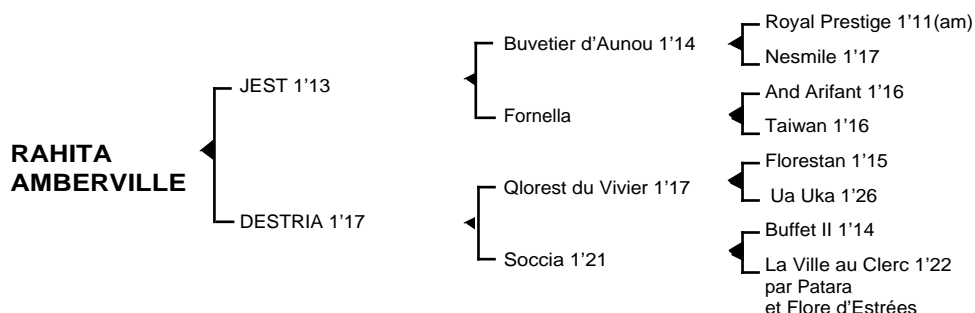 RAHITA
AMBERVILLE
JEST 1’13
DESTRIA 1’17
Buvetier d’Aunou 1’14
Fornella
Qlorest du Vivier 1’17
Soccia 1’21
Royal Prestige 1’11(am)
Nesmile 1’17
And Arifant 1’16
Taiwan 1’16
Florestan 1’15
Ua Uka 1’26
Buffet II 1’14
La Ville au Clerc 1’22
par Patara
et Flore d’Estrées